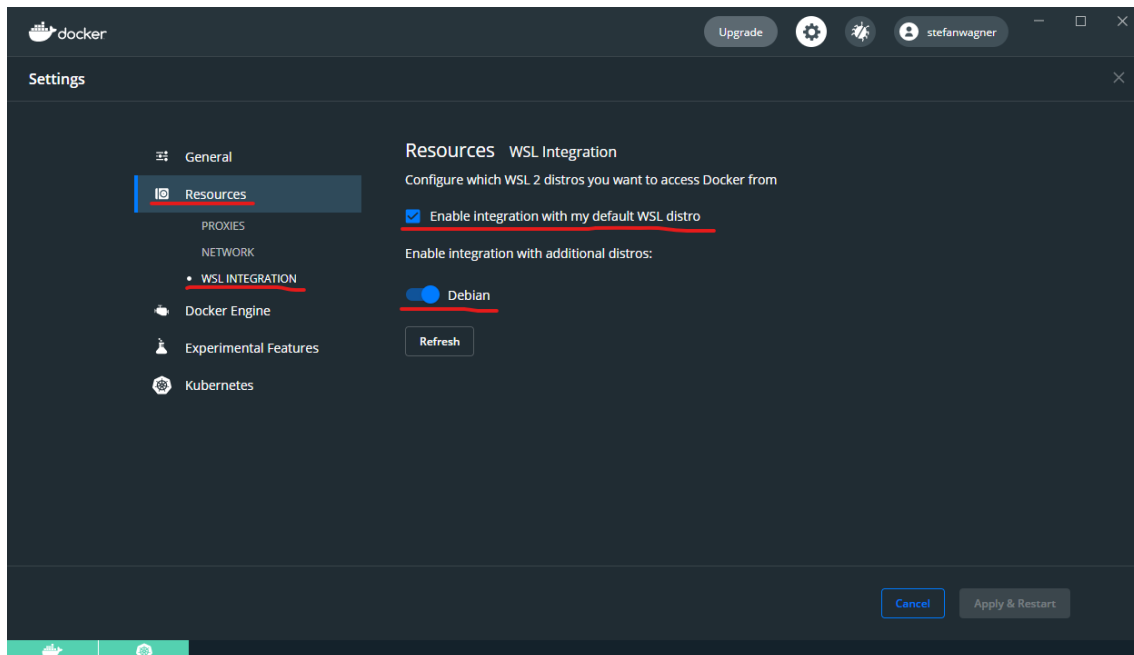 docker
Upgrade
stefanwagner
Settings
General
Resources
PROXIES
NETWORK
WSL INTEGRATION
Docker Engine
Experimental Features
Kubernetes
Resources WSL Integration
Configure which WSL 2 distros you want to access Docker from
Enable integration with my default WSL distro
Enable integration with additional distros:
Debian
Refresh
Cancel
Apply & Restart